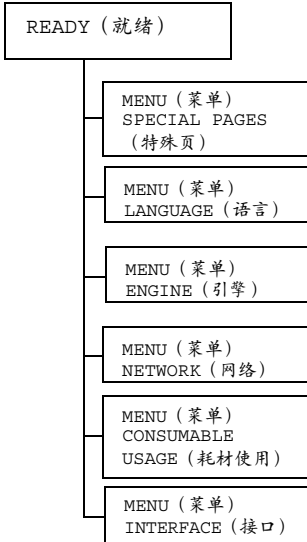 READY（就绪）
MENU（菜单）
SPECIAL PAGES
（特殊页）
MENU（菜单）
LANGUAGE（语言）
MENU（菜单）
ENGINE（引擎）
MENU（菜单）
NETWORK（网络）
MENU（菜单）
CONSUMABLE
USAGE（耗材使用）
MENU（菜单）
INTERFACE（接口）